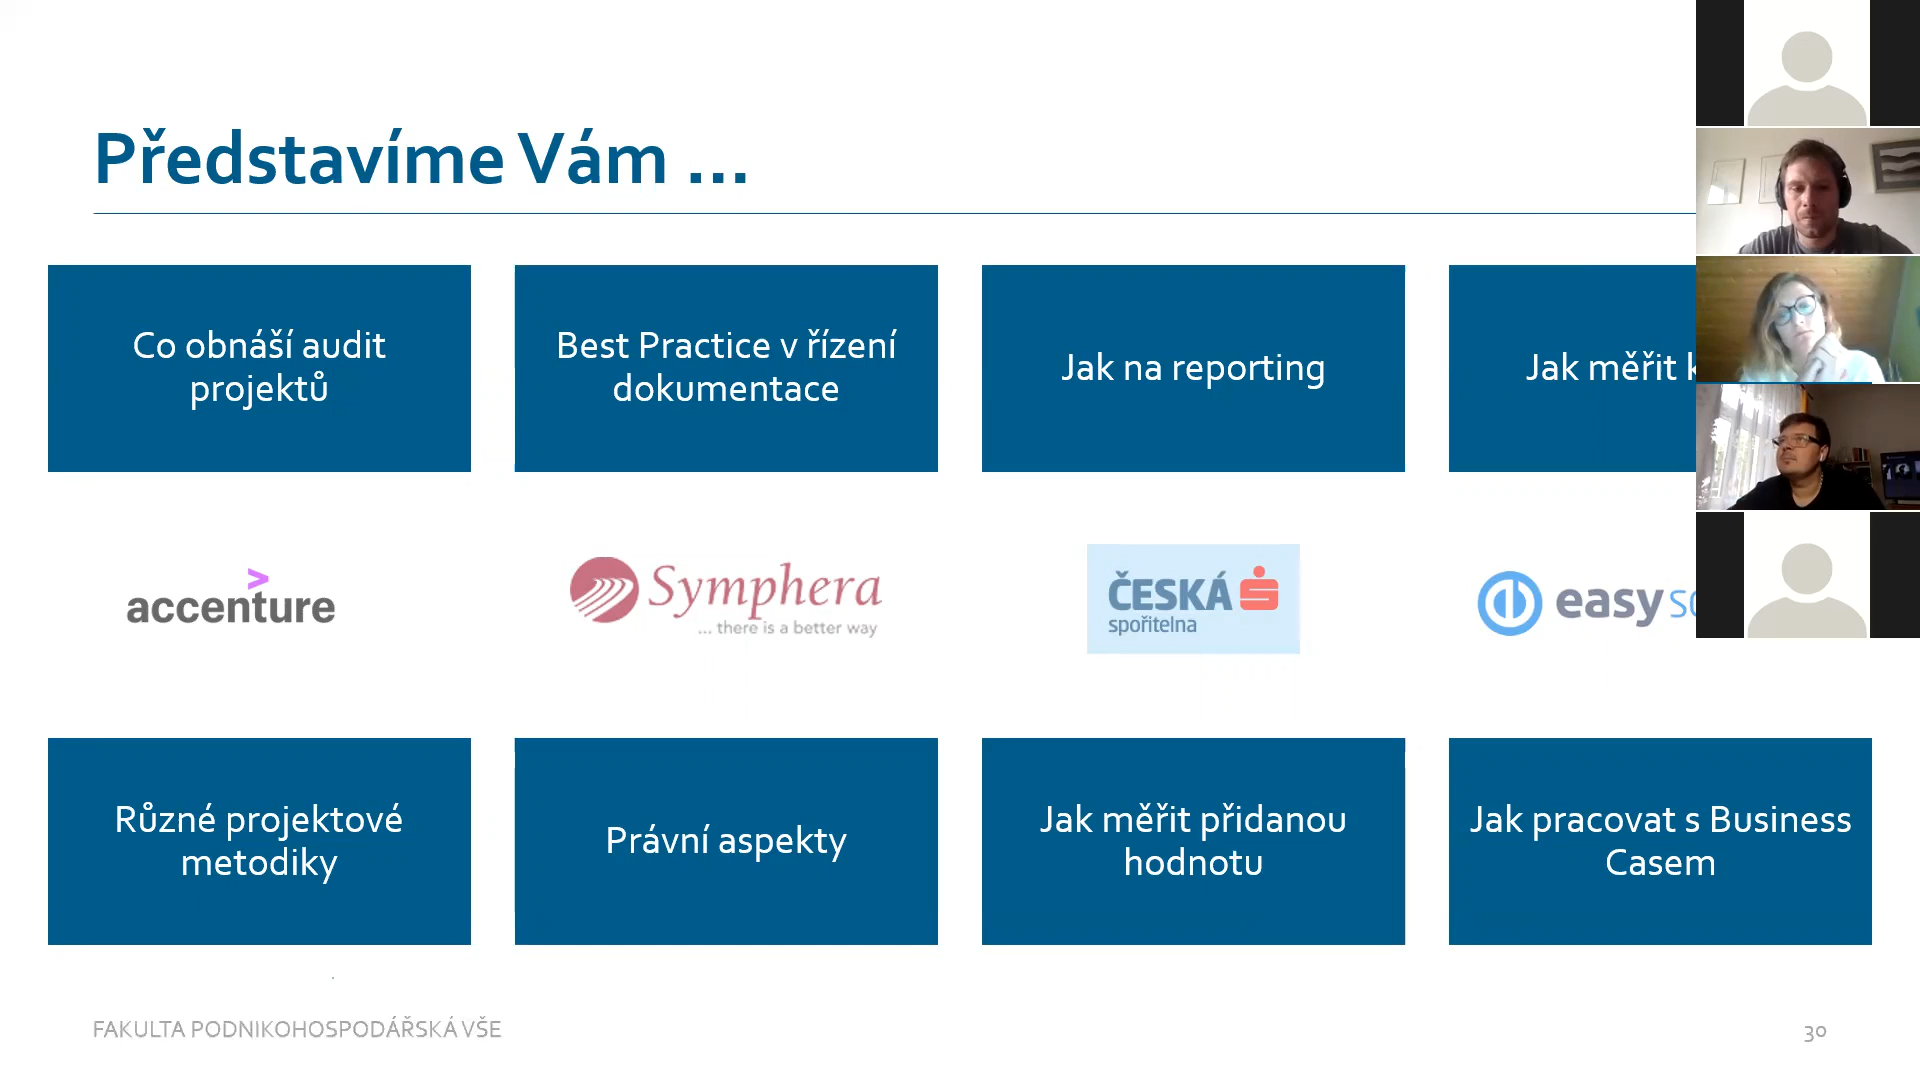 Představíme Vám ...
Co obnáší audit
projektů
Best Practice v řízení
dokumentace
Jak na reporting
Jak měřit
accenture
Symphera
... there is a better way
ČESKÁ
spořitelna
easy
Různé projektové
metodiky
Právní aspekty
Jak měřit přidanou
hodnotu
Jak pracovat s Business
Casem
FAKULTA PODNIKOHOSPODÁŘSKÁ VŠE
30